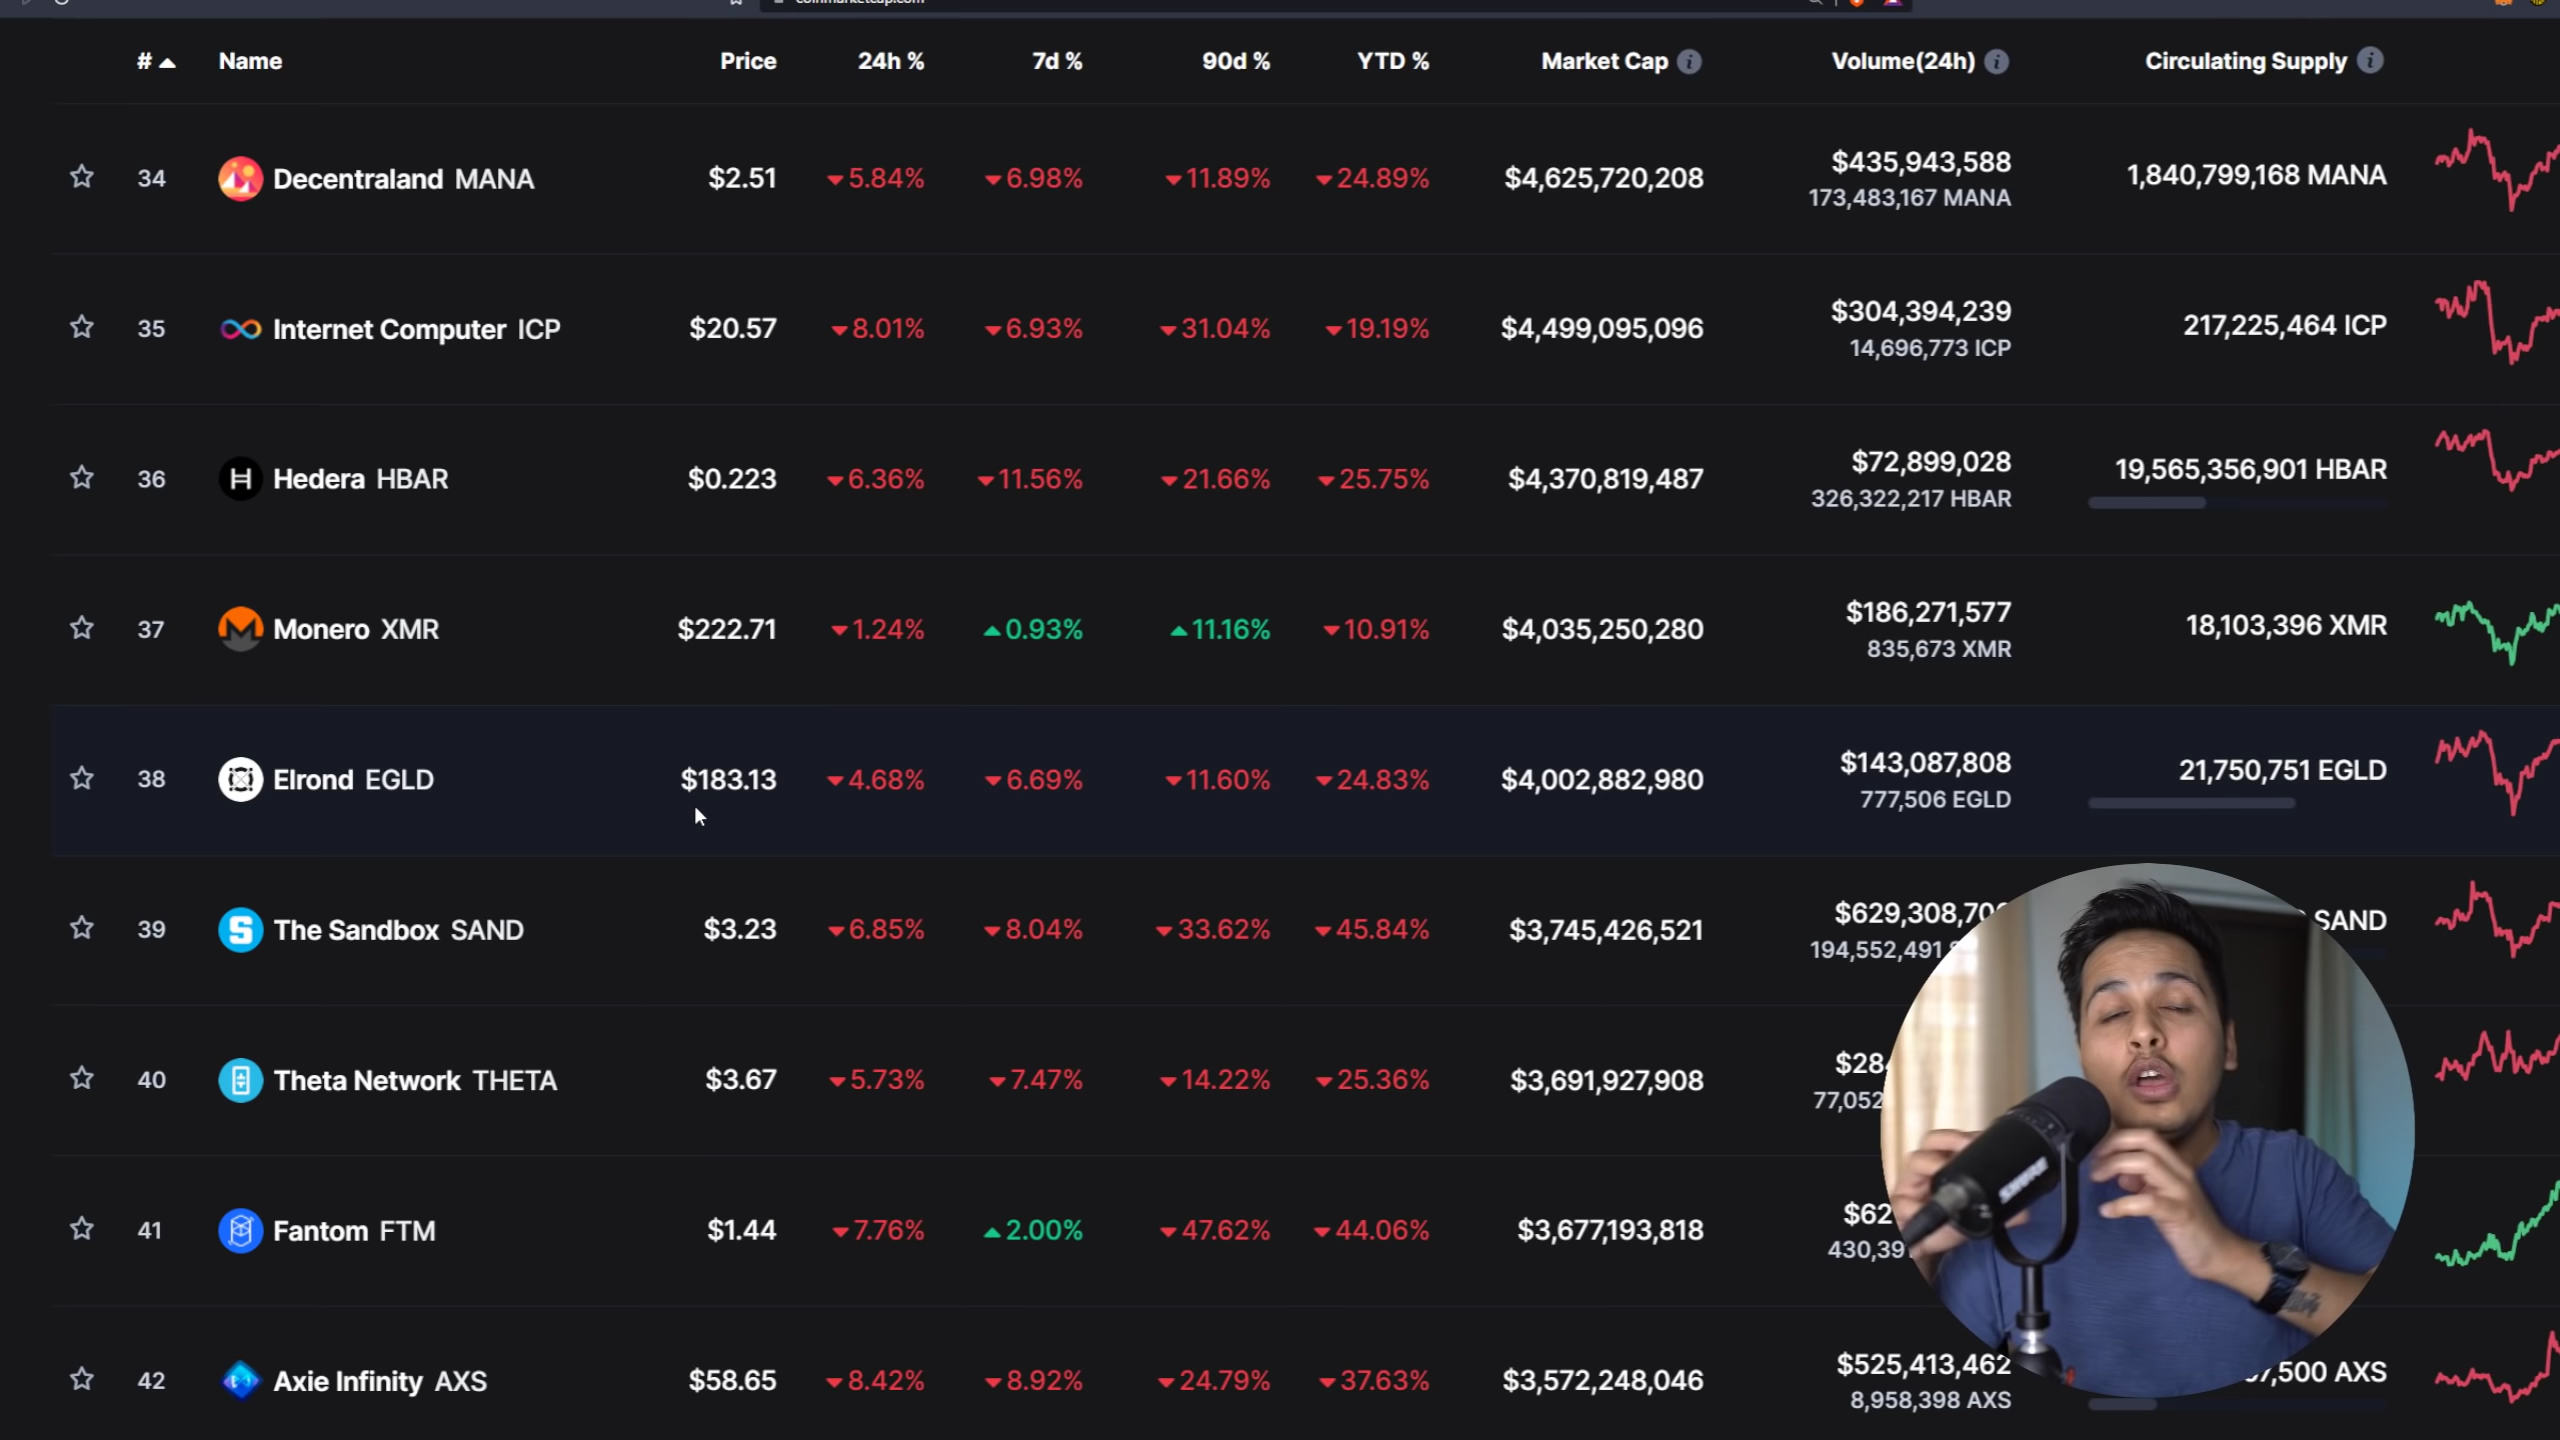 # Name Price 24h % 7d % 90d % YTD % Market Cap Volume(24h) Circulating Supply
34 Decentraland MANA $2.51 5.84% 6.98% 11.89% 24.89% $4,625,720,208 $435,943,588 1,840,799,168 MANA
173,483,167 MANA
35 Internet Computer ICP $20.57 8.01% 6.93% 31.04% 19.19% $4,499,095,096 $304,394,239 217,225,464 ICP
14,696,773 ICP
36 Hedera HBAR $0.223 6.36% 11.56% 21.66% 25.75% $4,370,819,487 $72,899,028 19,565,356,901 HBAR
326,322,217 HBAR
37 Monero XMR $222.71 1.24% 0.93% 11.16% 10.91% $4,035,250,280 $186,271,577 18,103,396 XMR
835,673 XMR
38 Elrond EGLD $183.13 4.68% 6.69% 11.60% 24.83% $4,002,882,980 $143,087,808 21,750,751 EGLD
777,506 EGLD
39 The Sandbox SAND $3.23 6.85% 8.04% 33.62% 45.84% $3,745,426,521 SAND
194,552,491
40 Theta Network THETA $3.67 5.73% 7.47% 14.22% 25.36% $3,691,927,908
41 Fantom FTM $1.44 7.76% 2.00% 47.62% 44.06% $3,677,193,818
SHURE
42 Axie Infinity AXS $58.65 8.42% 8.92% 24.79% 37.63% $3,572,248,046 $525,413,462 AXS
8,958,398 AXS